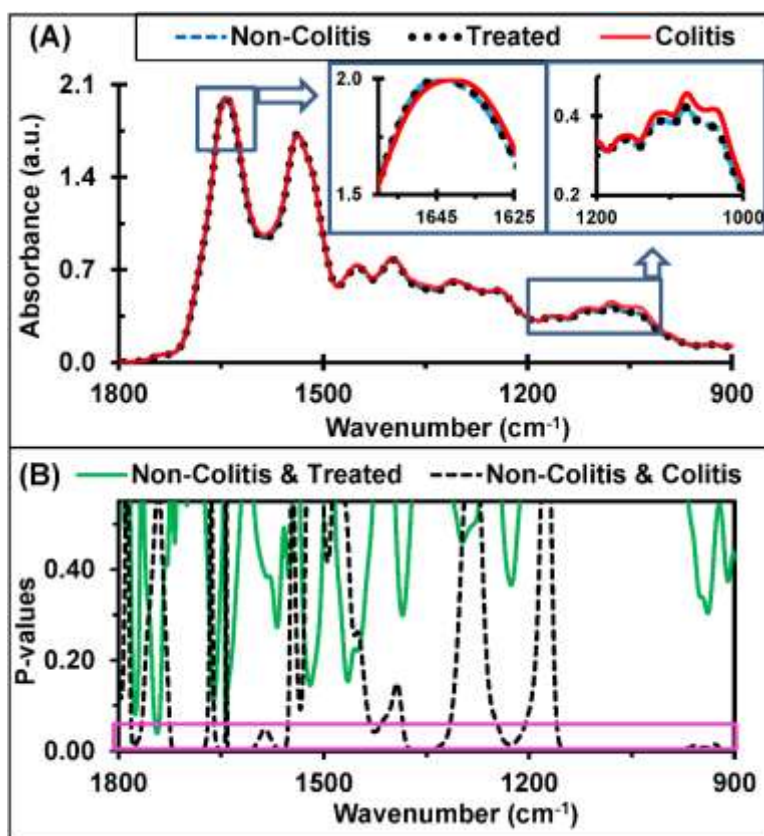 (A)
Non-Colitis Treated Colitis
Absorbance (a.u.)
2.1
1.4
0.7
0.0
2.0
1.5
1645 1625
0.4
0.2
1200 1000
1800 1500 1200 900
Wavenumber (cm⁻¹)
(B)
Non-Colitis & Treated Non-Colitis & Colitis
P-values
0.40
0.20
0.00
1800 1500 1200 900
Wavenumber (cm⁻¹)